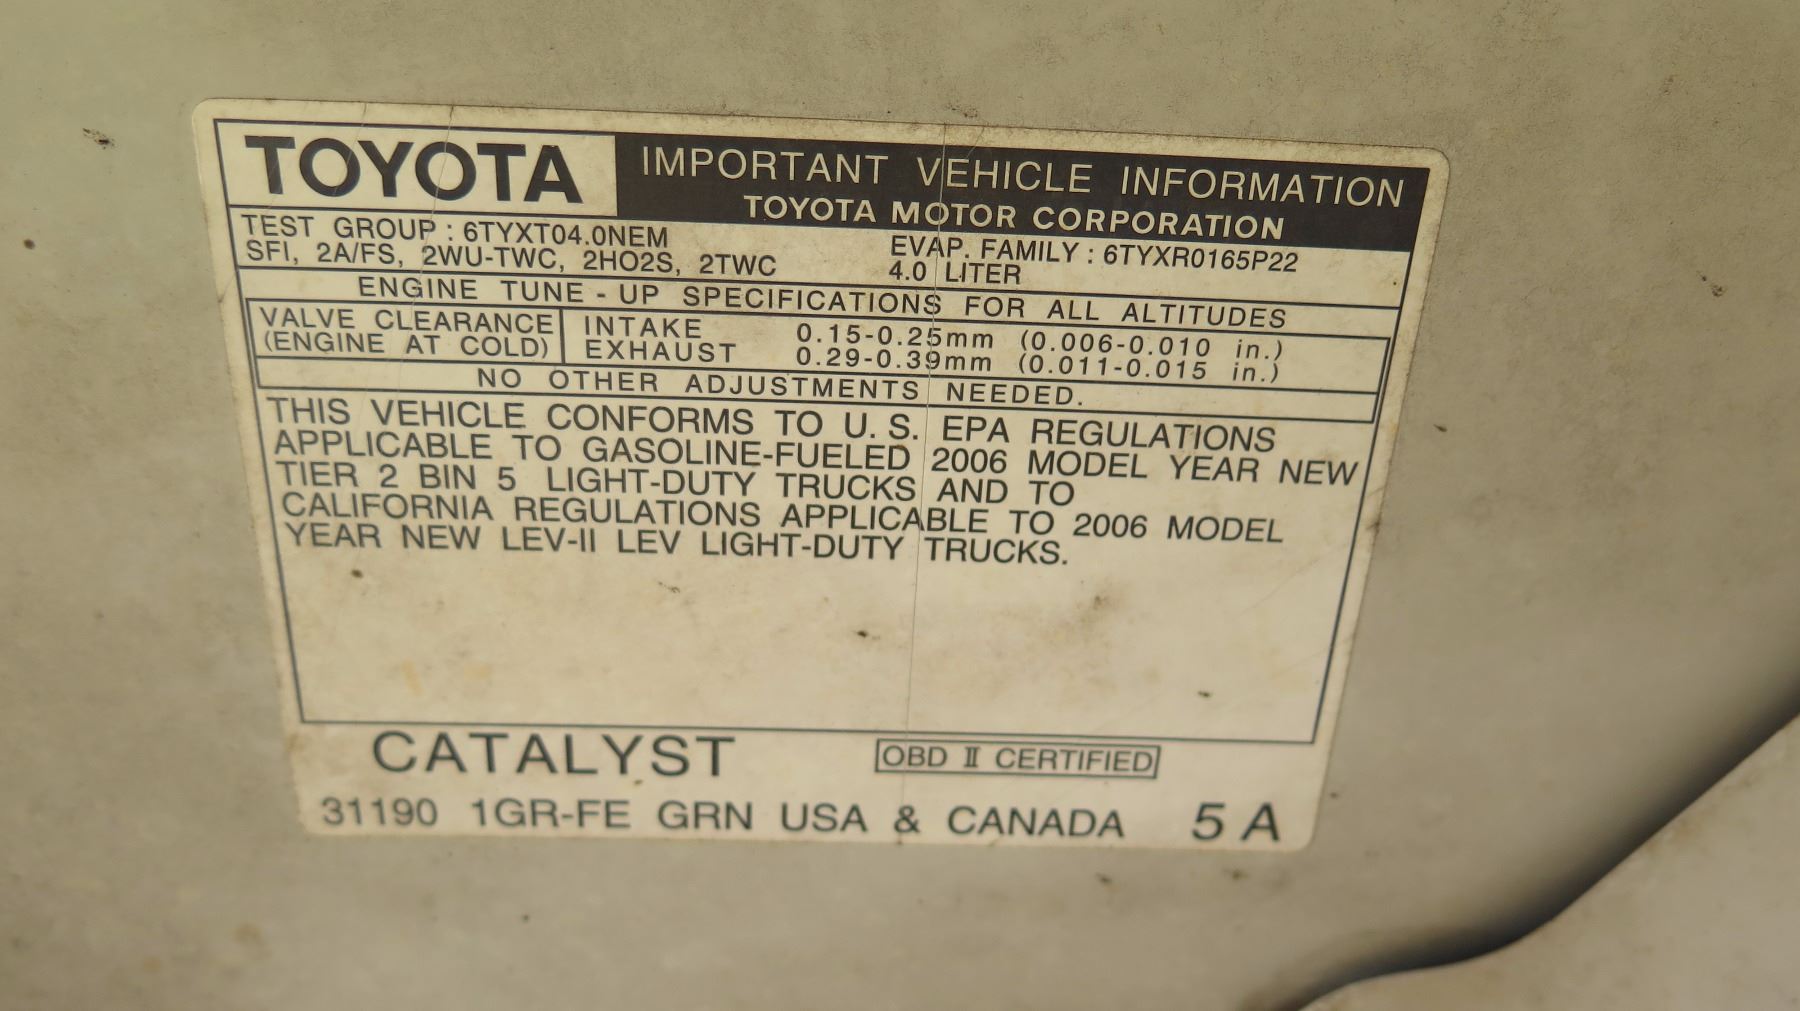 TOYOTA IMPORTANT VEHICLE INFORMATION
TOYOTA MOTOR CORPORATION
TEST GROUP : 6TYXT04.0NEM EVAP. FAMILY : 6TYXR0165P22
SFI, 2A/FS, 2WU-TWC, 2HO2S, 2TWC 4.0 LITER
ENGINE TUNE - UP SPECIFICATIONS FOR ALL ALTITUDES
VALVE CLEARANCE INTAKE 0.15-0.25mm (0.006-0.010 in.)
(ENGINE AT COLD) EXHAUST 0.29-0.39mm (0.011-0.015 in.)
NO OTHER ADJUSTMENTS NEEDED.
THIS VEHICLE CONFORMS TO U. S. EPA REGULATIONS
APPLICABLE TO GASOLINE-FUELED 2006 MODEL YEAR NEW
TIER 2 BIN 5 LIGHT-DUTY TRUCKS AND TO
CALIFORNIA REGULATIONS APPLICABLE TO 2006 MODEL
YEAR NEW LEV-II LEV LIGHT-DUTY TRUCKS.
CATALYST OBD Ⅱ CERTIFIED
31190 1GR-FE GRN USA & CANADA 5 A